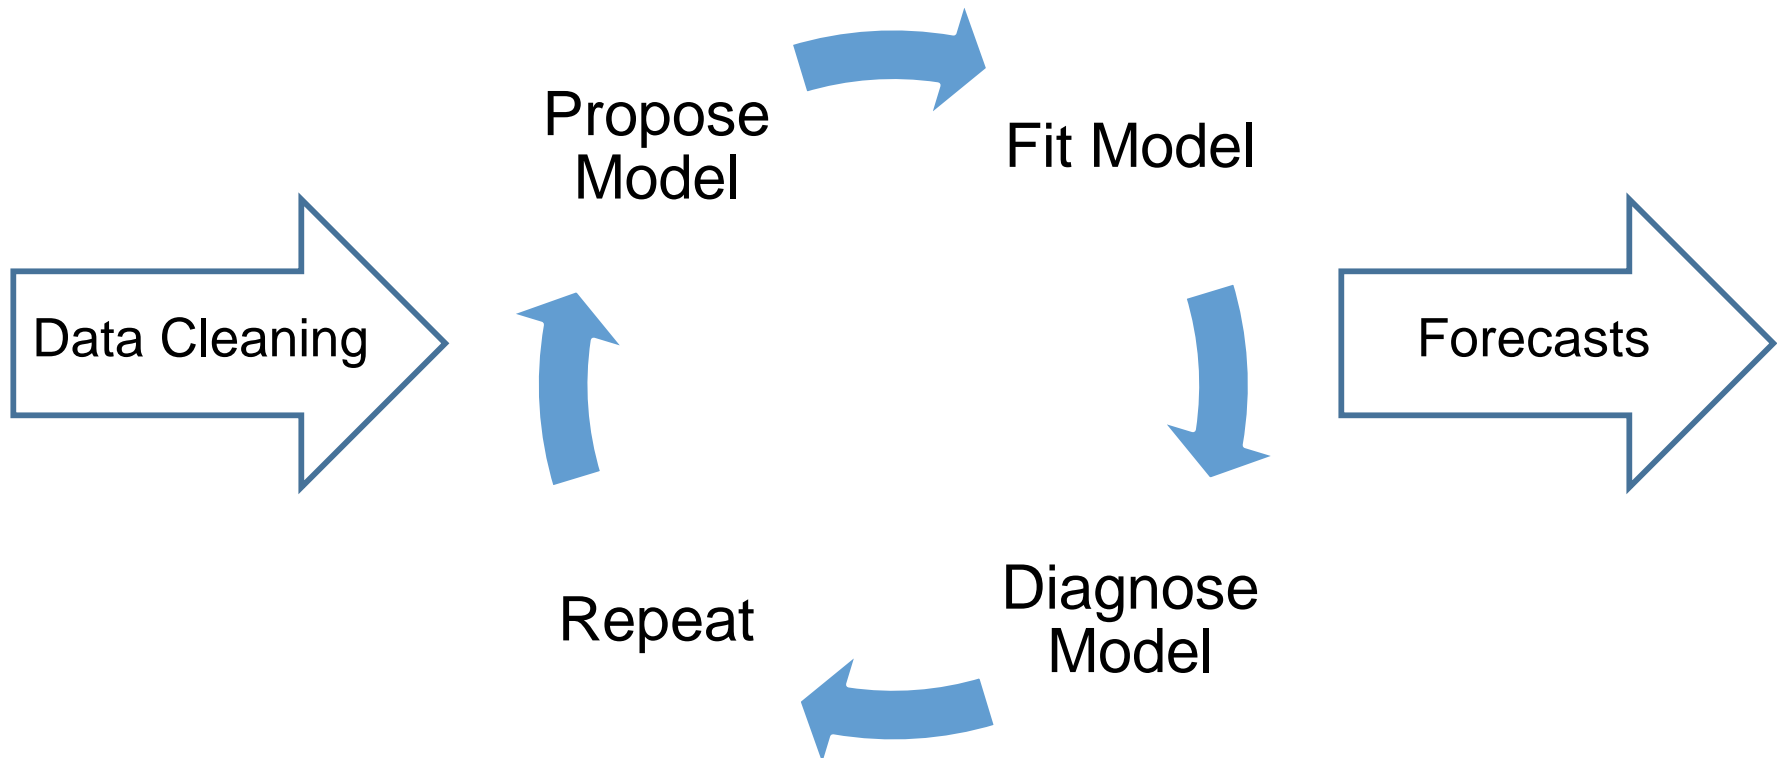 Data Cleaning
Propose
Model
Fit Model
Diagnose
Model
Repeat
Forecasts